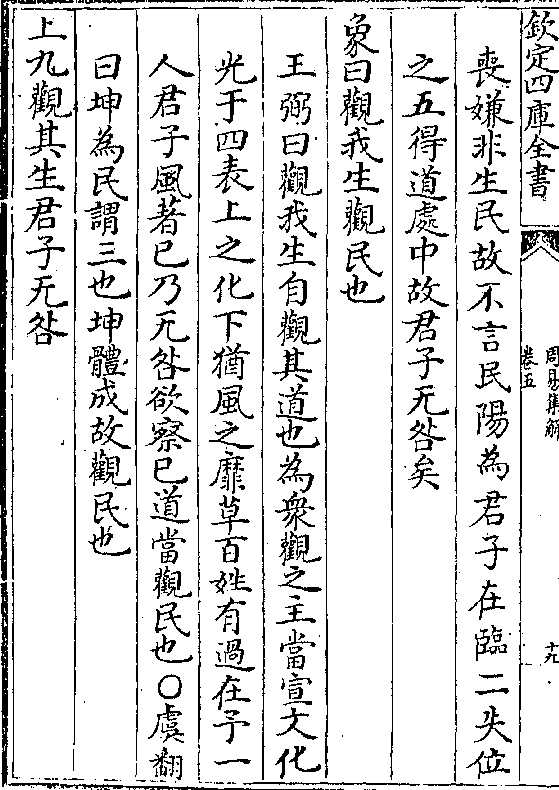 欽定四庫全書
周易集解
卷五
十九
喪嫌非生民故不言民陽為君子在臨二失位
之五得道處中故君子无咎矣
象曰觀我生觀民也
王弼曰觀我生自觀其道也為衆觀之主當宣文化
光于四表上之化下猶風之靡草百姓有過在予一
人君子風著已乃无咎欲察已道當觀民也〇虞翻
曰坤為民謂三也坤體成故觀民也
上九觀其生君子无咎